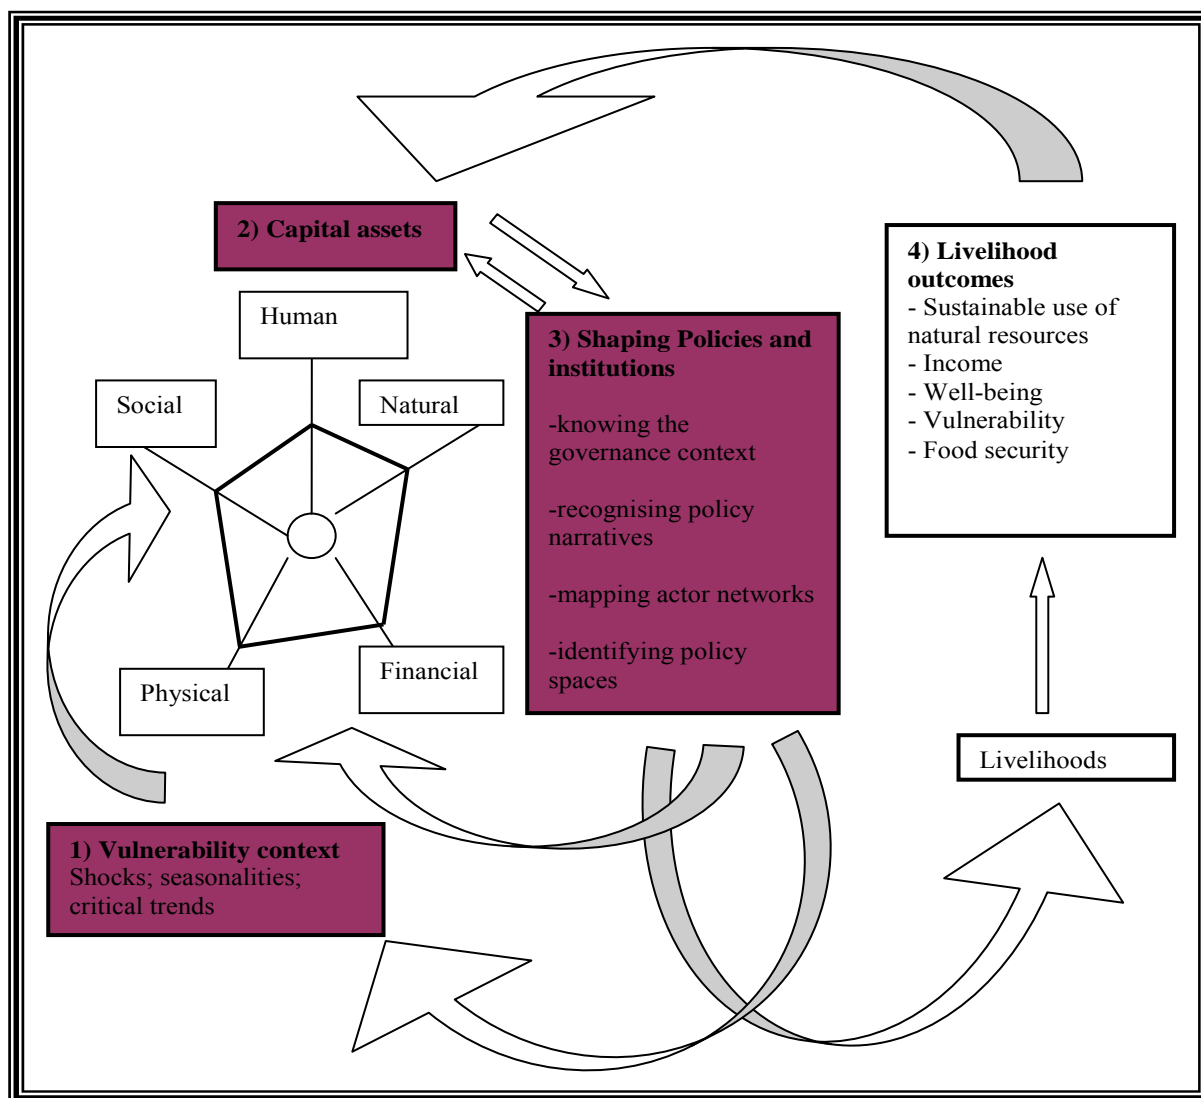 2) Capital assets
Human
Social
Natural
Physical
Financial
3) Shaping Policies and
institutions
-knowing the
governance context
-recognising policy
narratives
-mapping actor networks
-identifying policy
spaces
4) Livelihood
outcomes
- Sustainable use of
natural resources
- Income
- Well-being
- Vulnerability
- Food security
Livelihoods
1) Vulnerability context
Shocks; seasonalities;
critical trends